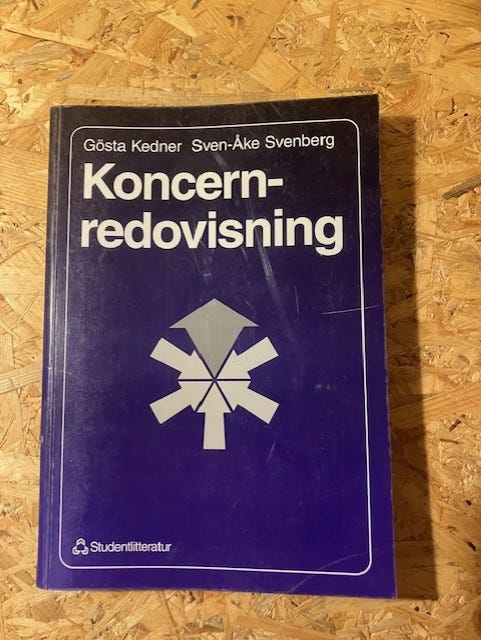 Gösta Kedner Sven-Åke Svenberg
Koncern-
redovisning
Studentlitteratur